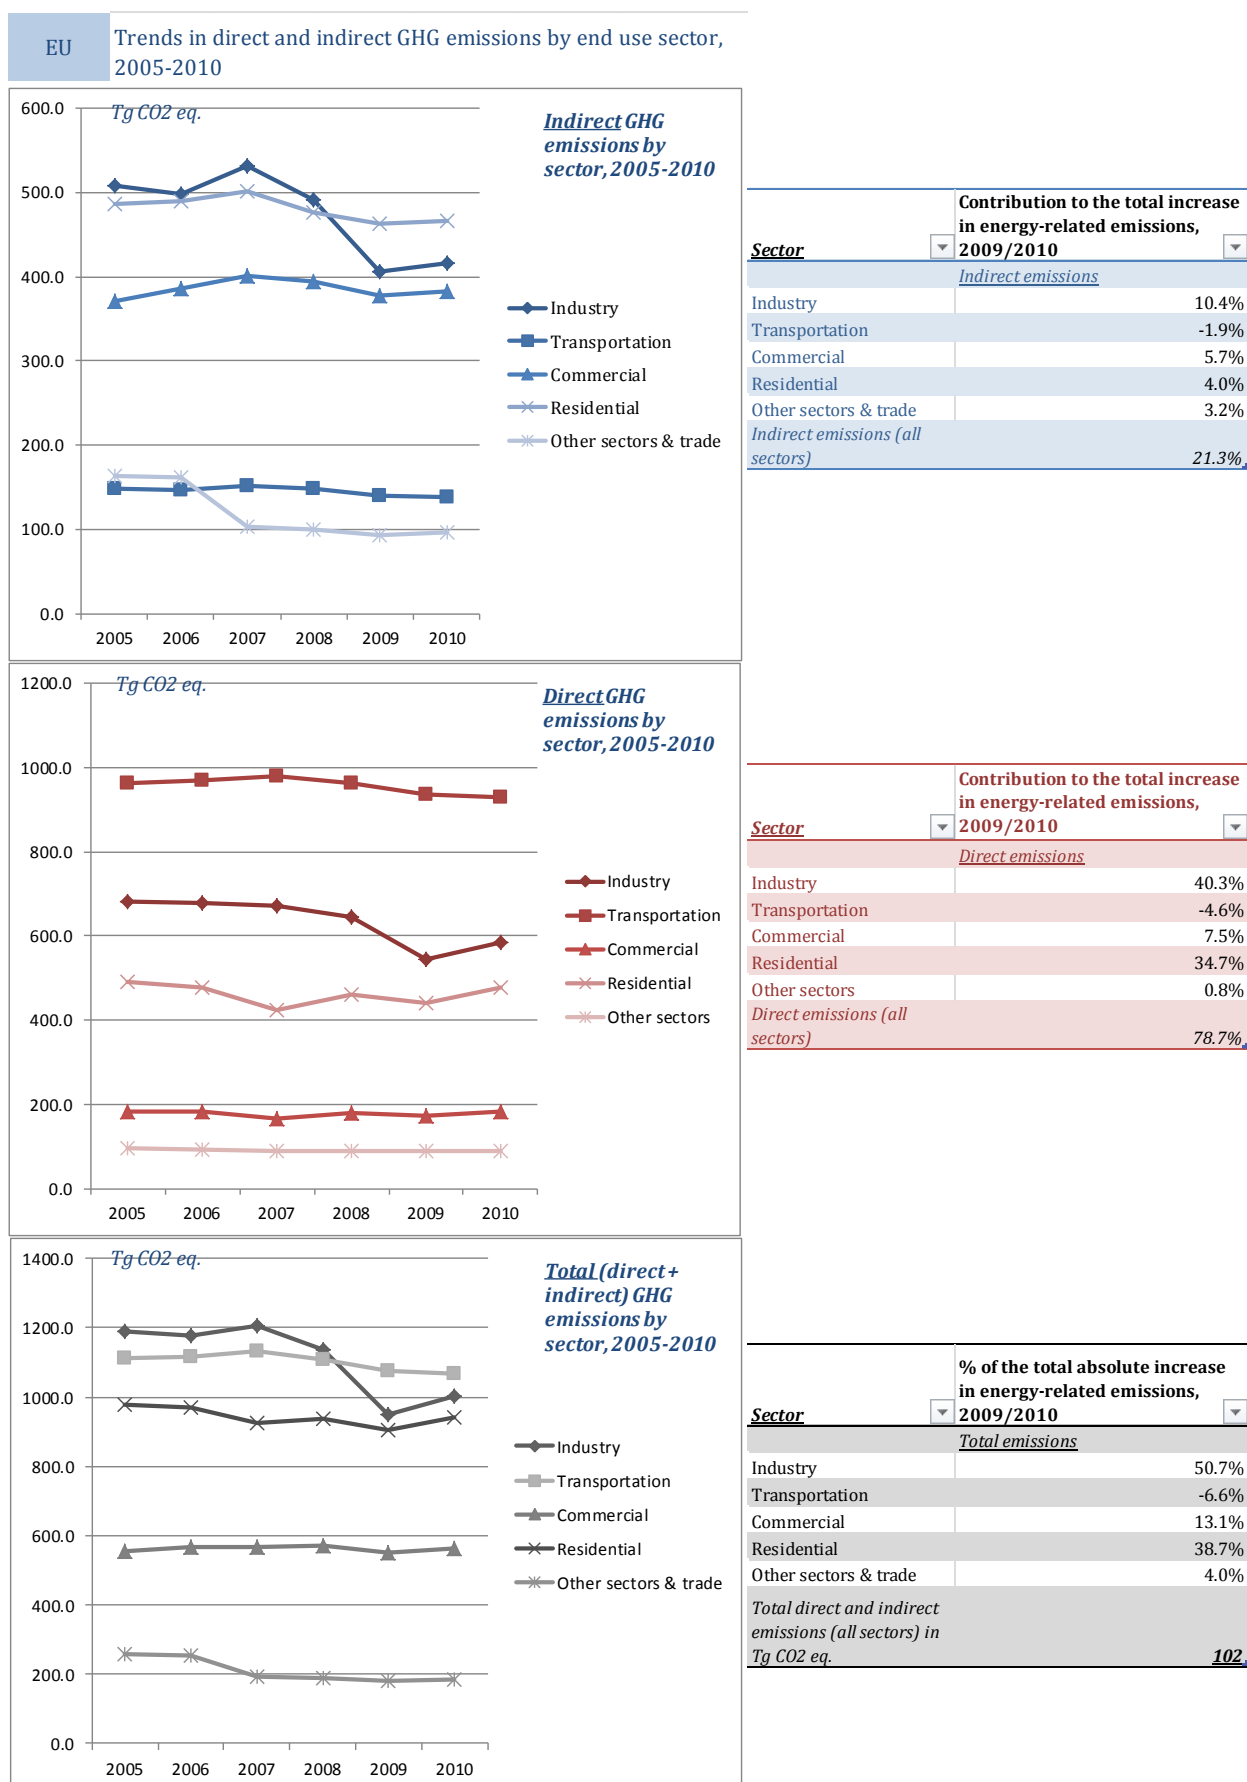 EU
Trends in direct and indirect GHG emissions by end use sector,
2005-2010
Tg CO2 eq.
Indirect GHG
emissions by
sector, 2005-2010
600.0
500.0
400.0
300.0
200.0
100.0
0.0
2005 2006 2007 2008 2009 2010
Industry
Transportation
Commercial
Residential
Other sectors & trade
Sector
Contribution to the total increase
in energy-related emissions,
2009/2010
Indirect emissions
Industry 10.4%
Transportation -1.9%
Commercial 5.7%
Residential 4.0%
Other sectors & trade 3.2%
Indirect emissions (all
sectors) 21.3%
Tg CO2 eq.
Direct GHG
emissions by
sector, 2005-2010
1200.0
1000.0
800.0
600.0
400.0
200.0
0.0
2005 2006 2007 2008 2009 2010
Industry
Transportation
Commercial
Residential
Other sectors
Sector
Contribution to the total increase
in energy-related emissions,
2009/2010
Direct emissions
Industry 40.3%
Transportation -4.6%
Commercial 7.5%
Residential 34.7%
Other sectors 0.8%
Direct emissions (all
sectors) 78.7%
Tg CO2 eq.
Total (direct +
indirect) GHG
emissions by
sector, 2005-2010
1400.0
1200.0
1000.0
800.0
600.0
400.0
200.0
0.0
2005 2006 2007 2008 2009 2010
Industry
Transportation
Commercial
Residential
Other sectors & trade
Sector
% of the total absolute increase
in energy-related emissions,
2009/2010
Total emissions
Industry 50.7%
Transportation -6.6%
Commercial 13.1%
Residential 38.7%
Other sectors & trade 4.0%
Total direct and indirect
emissions (all sectors) in
Tg CO2 eq. 102